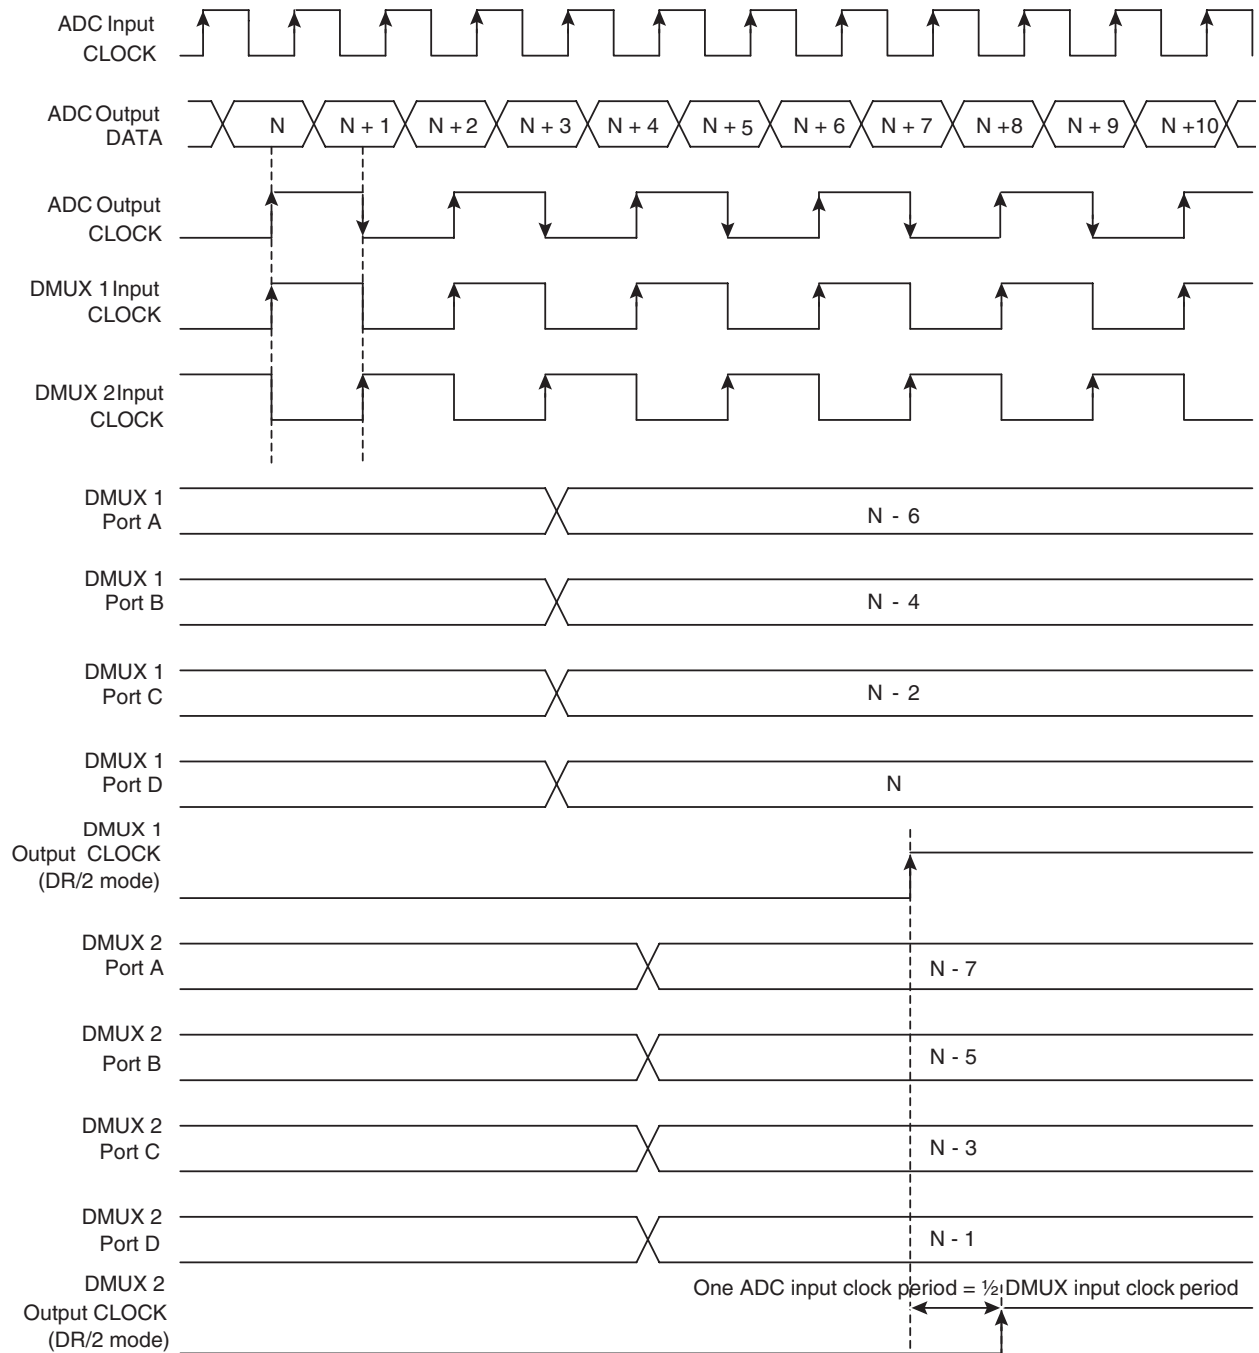 ADC Input
CLOCK
ADC Output
DATA
N N + 1 N + 2 N + 3 N + 4 N + 5 N + 6 N + 7 N +8 N + 9 N +10
ADC Output
CLOCK
DMUX 1 Input
CLOCK
DMUX 2 Input
CLOCK
DMUX 1
Port A
N - 6
DMUX 1
Port B
N - 4
DMUX 1
Port C
N - 2
DMUX 1
Port D
N
DMUX 1
Output CLOCK
(DR/2 mode)
DMUX 2
Port A
N - 7
DMUX 2
Port B
N - 5
DMUX 2
Port C
N - 3
DMUX 2
Port D
N - 1
DMUX 2
Output CLOCK
(DR/2 mode)
One ADC input clock period = ½ DMUX input clock period